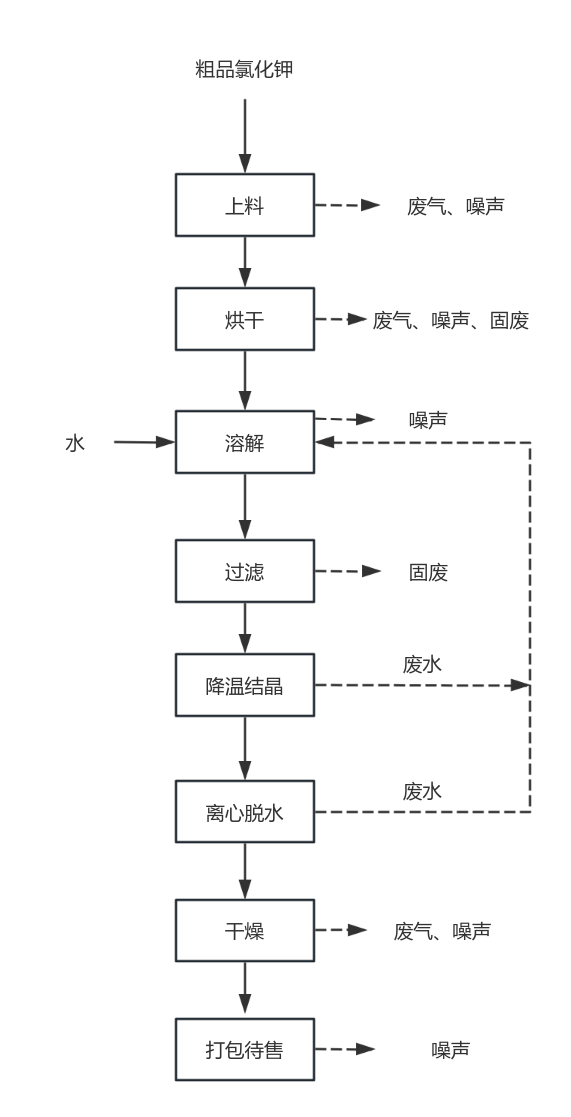 粗品氯化钾
上料
废气、噪声
烘干
废气、噪声、固废
噪声
水
溶解
过滤
固废
废水
降温结晶
废水
离心脱水
干燥
废气、噪声
打包待售
噪声